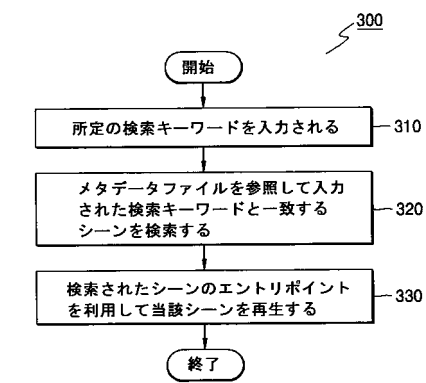 300
開始
所定の検索キーワードを入力される
310
メタデータファイルを参照して入力
された検索キーワードと一致する
シーンを検索する
320
検索されたシーンのエントリポイント
を利用して当該シーンを再生する
330
終了